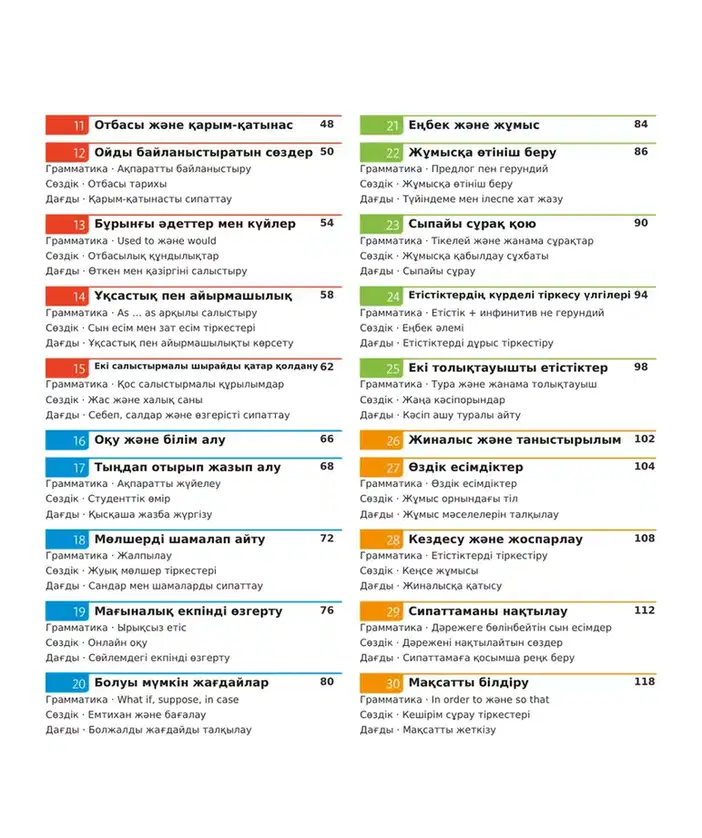 11 Отбасы және қарым-қатынас 48
12 Ойды байланыстыратын сөздер 50
Грамматика · Ақпаратты байланыстыру
Сөздік · Отбасы тарихы
Дағды · Қарым-қатынасты сипаттау
13 Бұрынғы әдеттер мен күйлер 54
Грамматика · Used to және would
Сөздік · Отбасылық құндылықтар
Дағды · Өткен мен қазіргіні салыстыру
14 Ұқсастық пен айырмашылық 58
Грамматика · As ... as арқылы салыстыру
Сөздік · Сын есім мен зат есім тіркестері
Дағды · Ұқсастық пен айырмашылықты көрсету
15 Екі салыстырмалы шырайды қатар қолдану 62
Грамматика · Қос салыстырмалы құрылымдар
Сөздік · Жас және халық саны
Дағды · Себеп, салдар және өзгерісті сипаттау
16 Оқу және білім алу 66
17 Тыңдап отырып жазып алу 68
Грамматика · Ақпаратты жүйелеу
Сөздік · Студенттік өмір
Дағды · Қысқаша жазба жүргізу
18 Мөлшерді шамалап айту 72
Грамматика · Жалпылау
Сөздік · Жуық мөлшер тіркестері
Дағды · Сандар мен шамаларды сипаттау
19 Мағыналық екпінді өзгерту 76
Грамматика · Ырықсыз етіс
Сөздік · Онлайн оқу
Дағды · Сөйлемдегі екпінді өзгерту
20 Болуы мүмкін жағдайлар 80
Грамматика · What if, suppose, in case
Сөздік · Емтихан және бағалау
Дағды · Болжалды жағдайды талқылау
21 Еңбек және жұмыс 84
22 Жұмысқа өтініш беру 86
Грамматика · Предлог пен герундий
Сөздік · Жұмысқа өтініш беру
Дағды · Түйіндеме мен ілеспе хат жазу
23 Сыпайы сұрақ қою 90
Грамматика · Тікелей және жанама сұрақтар
Сөздік · Жұмысқа қабылдау сұхбаты
Дағды · Сыпайы сұрау
24 Етістіктердің күрделі тіркесу үлгілері 94
Грамматика · Етістік + инфинитив не герундий
Сөздік · Еңбек әлемі
Дағды · Етістіктерді дұрыс тіркестіру
25 Екі толықтауышты етістіктер 98
Грамматика · Тура және жанама толықтауыш
Сөздік · Жаңа кәсіпорындар
Дағды · Кәсіп ашу туралы айту
26 Жиналыс және таныстырылым 102
27 Өздік есімдіктер 104
Грамматика · Өздік есімдіктер
Сөздік · Жұмыс орнындағы тіл
Дағды · Жұмыс мәселелерін талқылау
28 Кездесу және жоспарлау 108
Грамматика · Етістіктерді тіркестіру
Сөздік · Кеңсе жұмысы
Дағды · Жиналысқа қатысу
29 Сипаттаманы нақтылау 112
Грамматика · Дәрежеге бөлінбейтін сын есімдер
Сөздік · Дәрежені нақтылайтын сөздер
Дағды · Сипаттамаға қосымша реңк беру
30 Мақсатты білдіру 118
Грамматика · In order to және so that
Сөздік · Кешірім сұрау тіркестері
Дағды · Мақсатты жеткізу